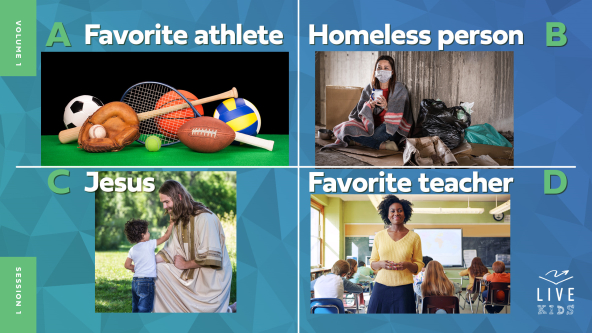 VOLUME 1
A Favorite athlete
Homeless person B
C Jesus
Favorite teacher D
SESSION 1
LIVE
KIDS